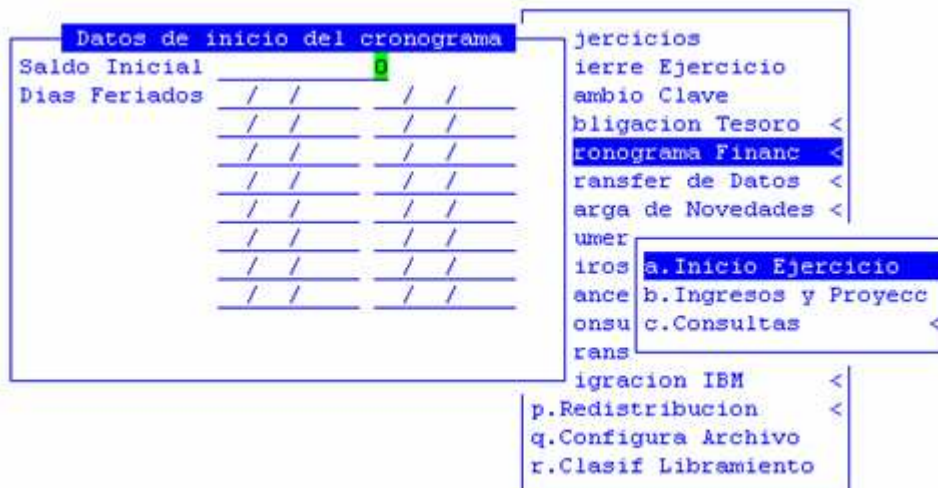 Datos de inicio del cronograma
Saldo Inicial 0
Dias Feriados / / / /
/ / / /
/ / / /
/ / / /
/ / / /
/ / / /
/ / / /
/ / / /
jercicios
ierre Ejercicio
ambio Clave
bligacion Tesoro <
ronograma Financ <
ransfer de Datos <
arga de Novedades <
umer
iros
ance
onsu
rans
igracion IBM <
p.Redistribucion <
q.Configura Archivo
r.Clasif Libramiento
a.Inicio Ejercicio
b.Ingresos y Proyecc
c.Consultas <